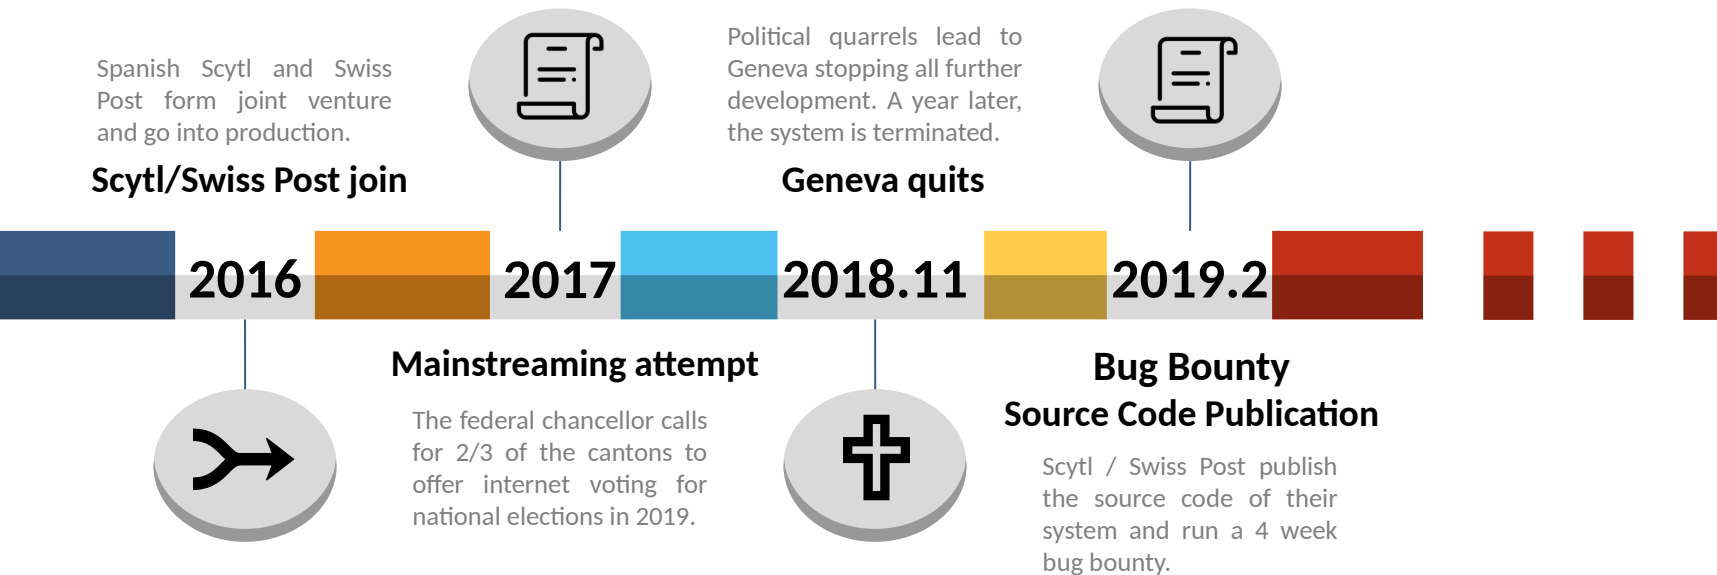 Spanish Scytl and Swiss
Post form joint venture
and go into production.
Scytl/Swiss Post join
2016
2017
Mainstreaming attempt
The federal chancellor calls
for 2/3 of the cantons to
offer internet voting for
national elections in 2019.
Political quarrels lead to
Geneva stopping all further
development. A year later,
the system is terminated.
Geneva quits
2018.11
2019.2
Bug Bounty
Source Code Publication
Scytl / Swiss Post publish
the source code of their
system and run a 4 week
bug bounty.